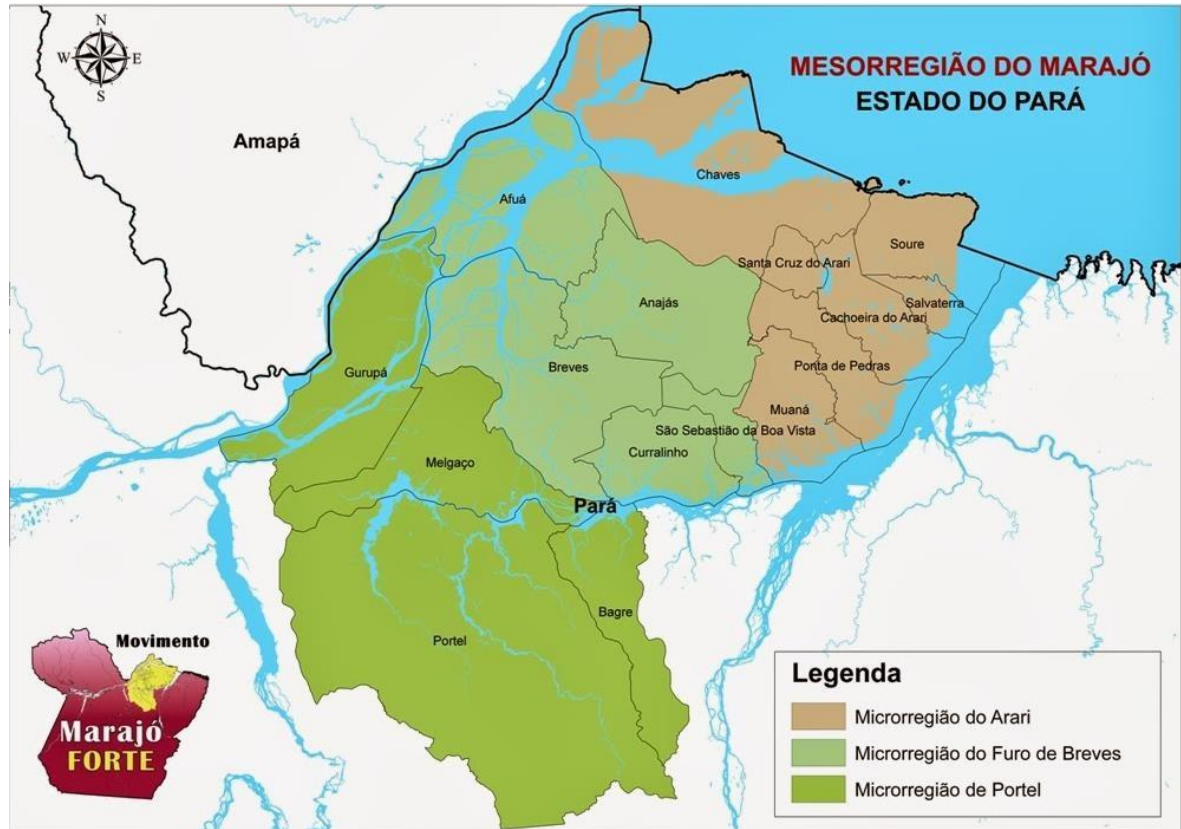 MESORREGIÃO DO MARAJÓ
ESTADO DO PARÁ
N
W
E
S
Amapá
Chaves
Afuá
Soure
Santa Cruz do Arari
Salvaterra
Anajás
Cachoeira do Arari
Breves
Ponta de Pedras
Gurupá
Muaná
São Sebastião da Boa Vista
Curralinho
Melgaço
Pará
Bagre
Portel
Movimento
Marajó
FORTE
Legenda
Microrregião do Arari
Microrregião do Furo de Breves
Microrregião de Portel